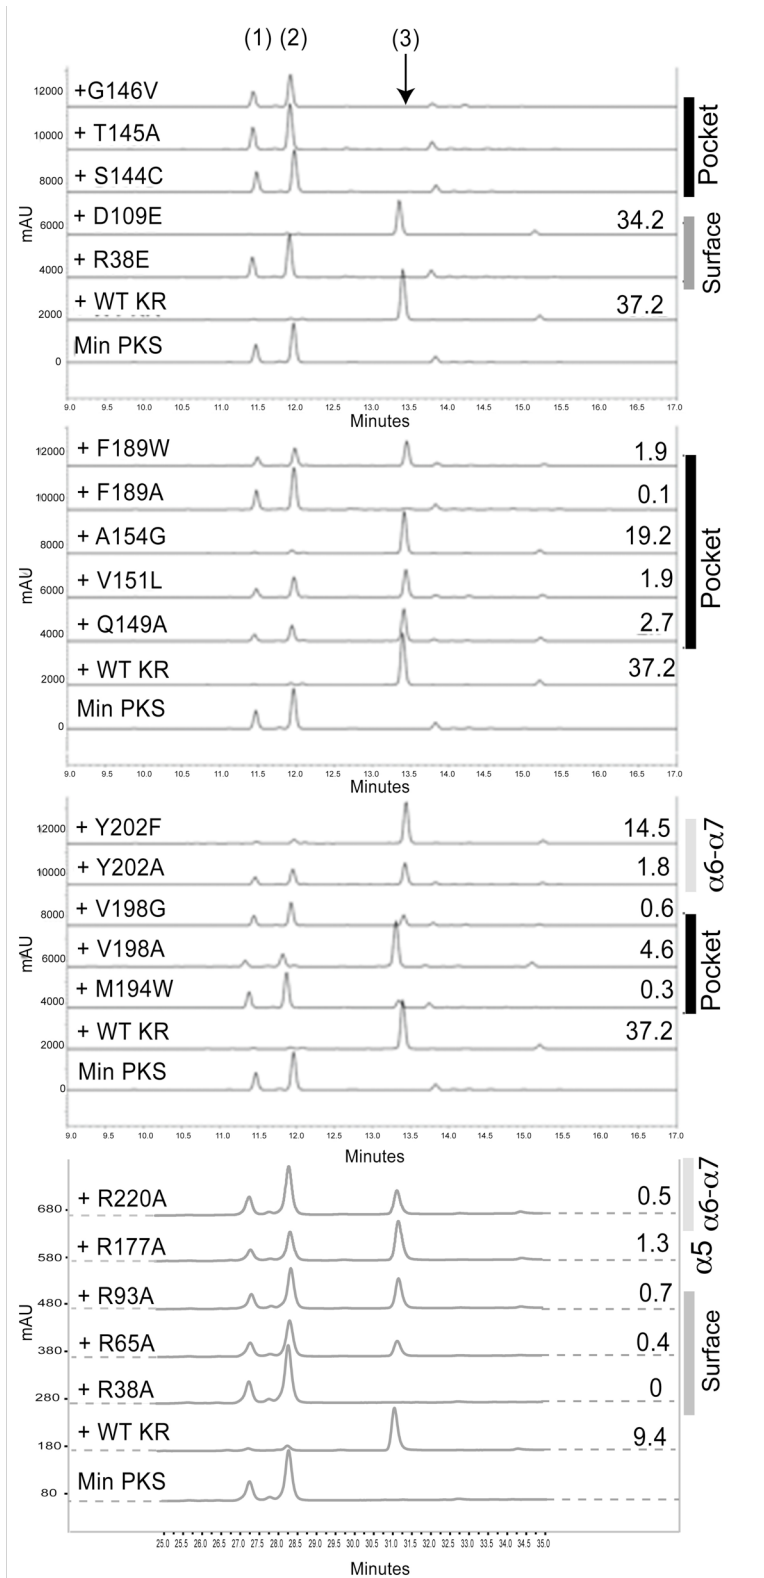 (1) (2) (3)
+G146V
12000
+ T145A
10000
+ S144C
8000
Pocket
+ D109E 34.2
6000
+ R38E
4000
Surface
+ WT KR 37.2
2000
Min PKS
0
mAU
9.0 10.0 10.5 11.0 11.5 12.0 12.5 13.0 13.5 14.0 14.5 15.0 15.5 16.0 16.5 17.0
Minutes
+ F189W 1.9
12000
+ F189A 0.1
10000
+ A154G 19.2
8000
Pocket
+ V151L 1.9
6000
+ Q149A 2.7
4000
+ WT KR 37.2
2000
Min PKS
0
mAU
9.0 10.0 10.5 11.0 11.5 12.0 12.5 13.0 13.5 14.0 14.5 15.0 15.5 16.0 16.5 17.0
Minutes
+ Y202F 14.5
12000
α6-α7
+ Y202A 1.8
10000
+ V198G 0.6
8000
+ V198A 4.6
6000
Pocket
+ M194W 0.3
4000
+ WT KR 37.2
2000
Min PKS
0
mAU
9.0 10.0 10.5 11.0 11.5 12.0 12.5 13.0 13.5 14.0 14.5 15.0 15.5 16.0 16.5 17.0
Minutes
+ R220A 0.5
680
α6-α7
+ R177A 1.3
580
α5
+ R93A 0.7
480
+ R65A 0.4
380
Surface
+ R38A 0
280
+ WT KR 9.4
180
Min PKS
80
mAU
25.0 25.5 26.0 26.5 27.0 27.5 28.0 28.5 29.0 29.5 30.0 30.5 31.0 31.5 32.0 32.5 33.0 33.5 34.0 34.5 35.0
Minutes